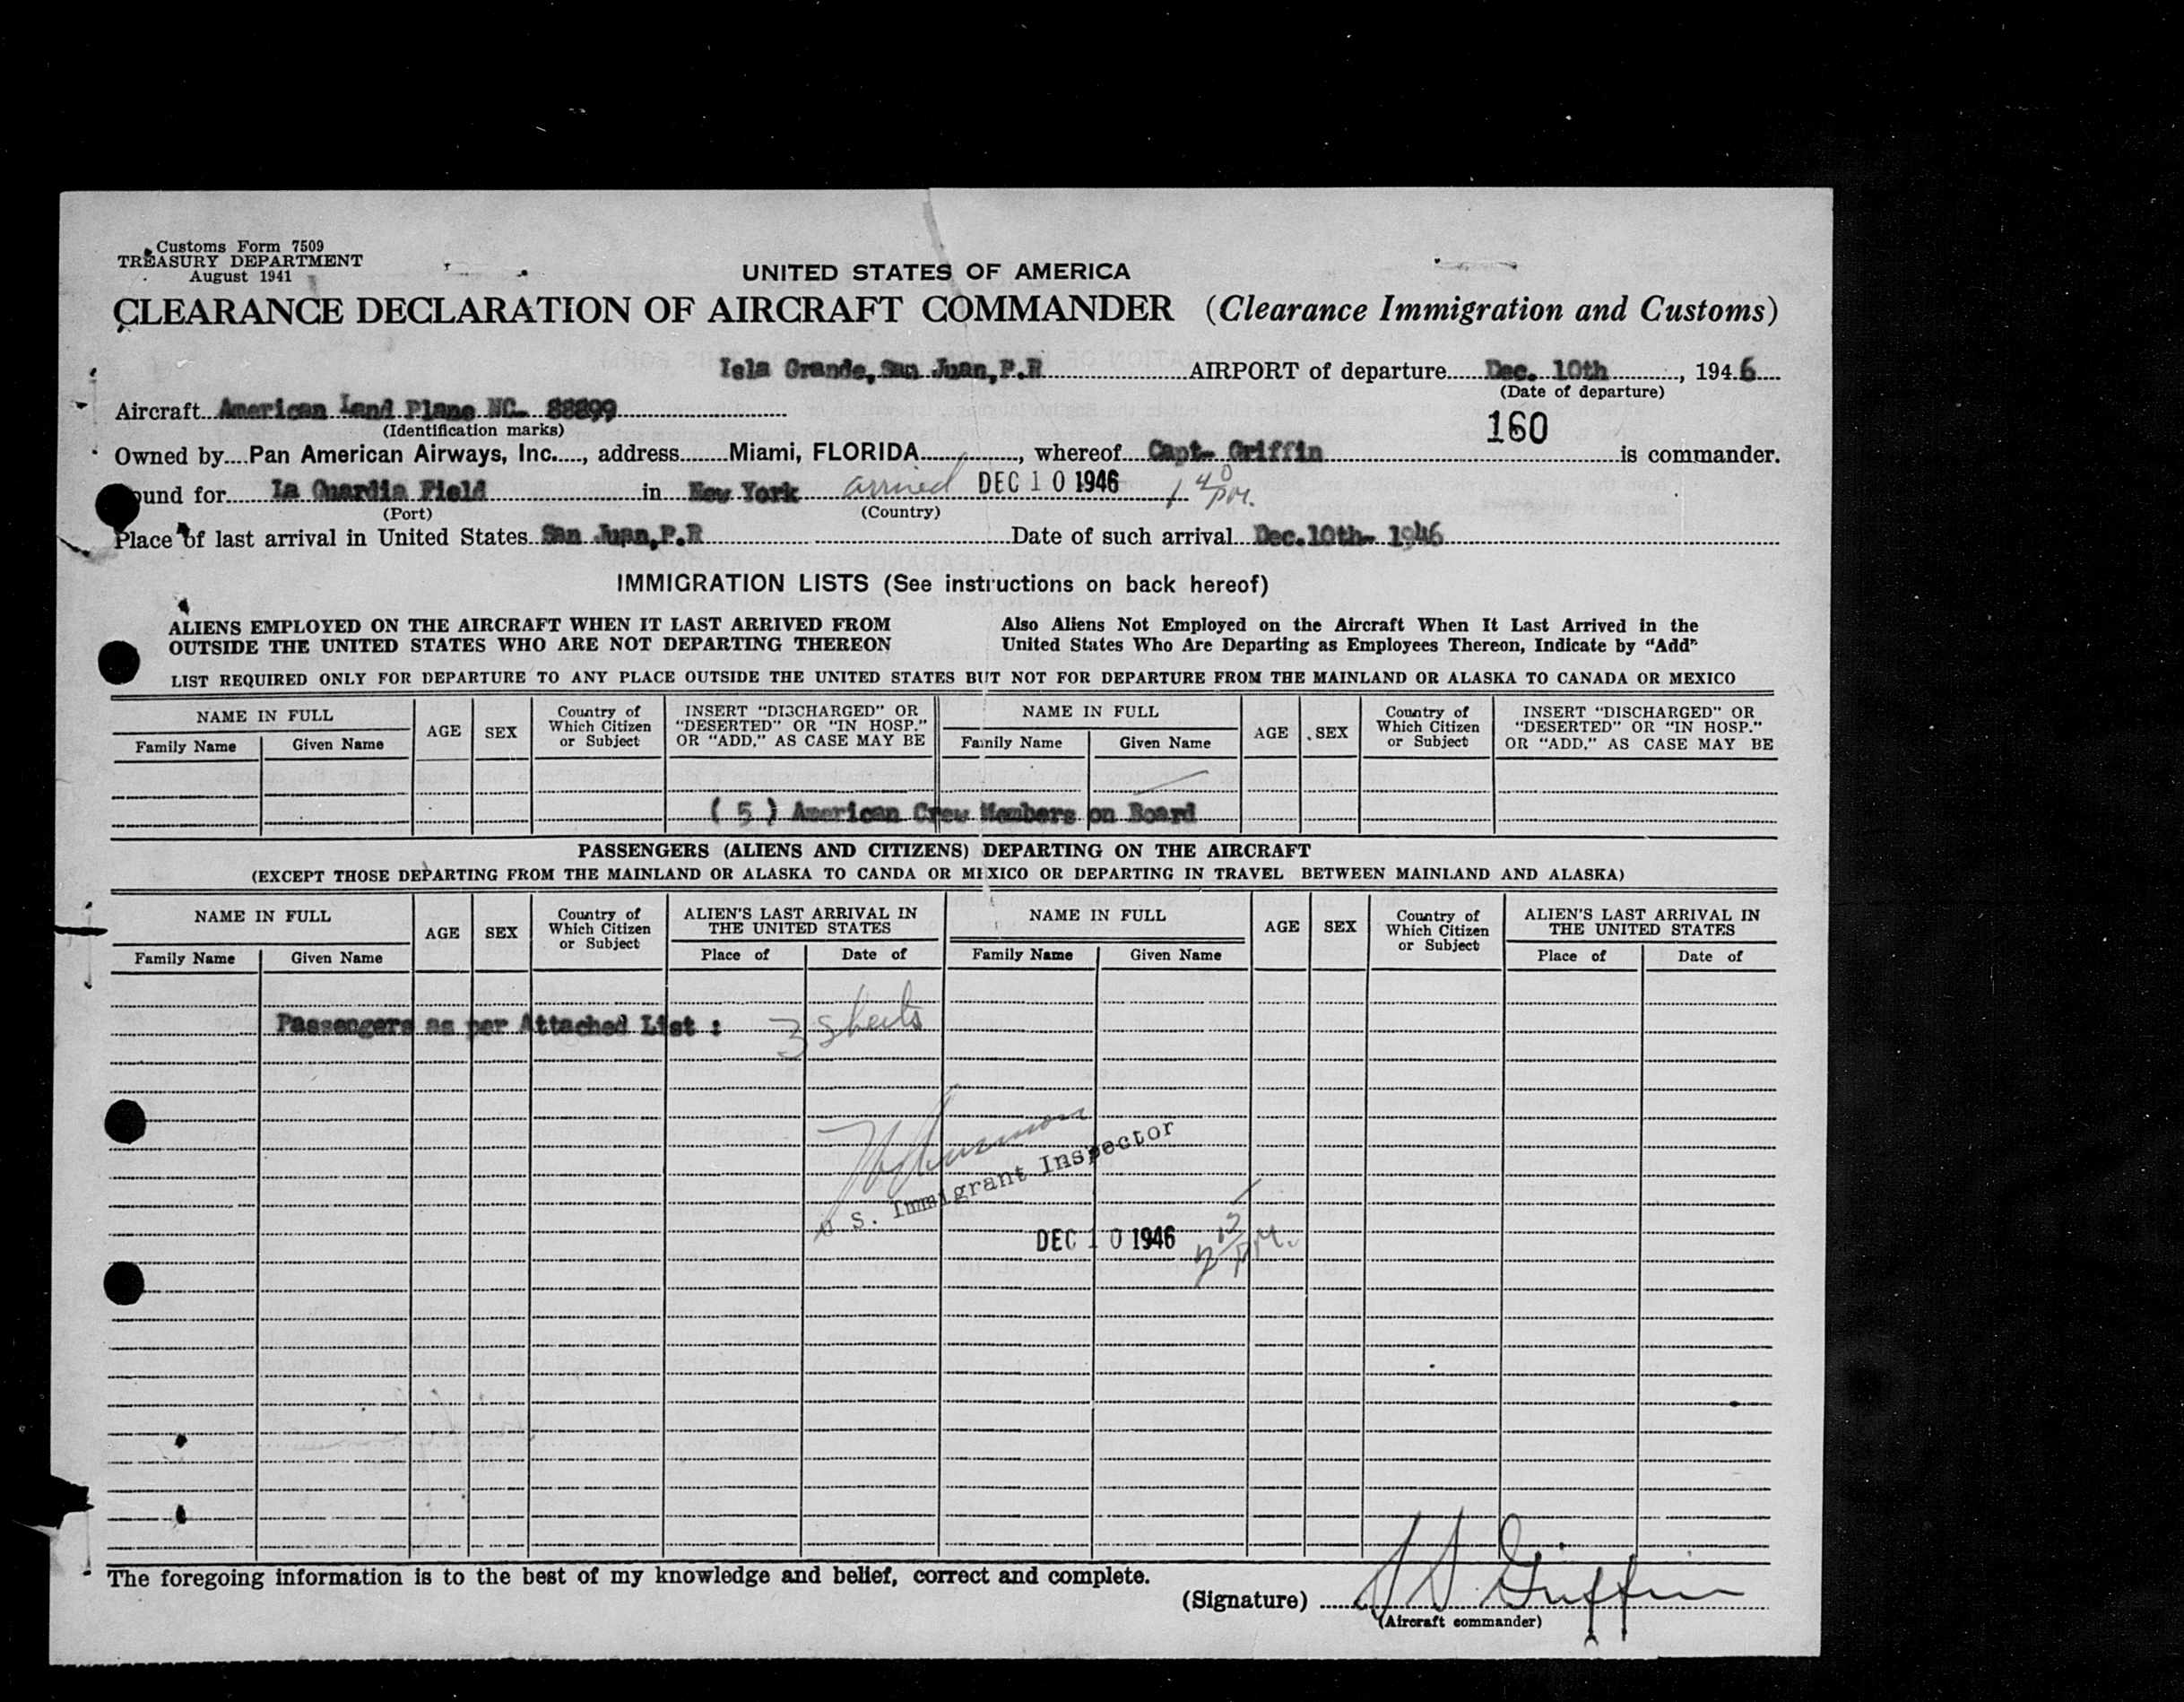 Customs Form 7509
TREASURY DEPARTMENT
August 1941
UNITED STATES OF AMERICA
CLEARANCE DECLARATION OF AIRCRAFT COMMANDER (Clearance Immigration and Customs)
Isla Grande, San Juan, P.R AIRPORT of departure Dec. 10th, 1946
(Date of departure)
Aircraft American Land Plane NC- 88899
(Identification marks)
160
Owned by Pan American Airways, Inc., address Miami, FLORIDA, whereof Capt- Griffin is commander.
ound for La Guardia Field in New York arrived DEC 10 1946 1 40 PM.
(Port) (Country)
Place of last arrival in United States San Juan, P.R Date of such arrival Dec. 10th- 1946
IMMIGRATION LISTS (See instructions on back hereof)
ALIENS EMPLOYED ON THE AIRCRAFT WHEN IT LAST ARRIVED FROM
OUTSIDE THE UNITED STATES WHO ARE NOT DEPARTING THEREON
Also Aliens Not Employed on the Aircraft When It Last Arrived in the
United States Who Are Departing as Employees Thereon, Indicate by “Add”
LIST REQUIRED ONLY FOR DEPARTURE TO ANY PLACE OUTSIDE THE UNITED STATES BUT NOT FOR DEPARTURE FROM THE MAINLAND OR ALASKA TO CANADA OR MEXICO
NAME IN FULL
Family Name Given Name
AGE
SEX
Country of
Which Citizen
or Subject
INSERT “DISCHARGED” OR
“DESERTED” OR “IN HOSP.”
OR “ADD,” AS CASE MAY BE
NAME IN FULL
Family Name Given Name
AGE
SEX
Country of
Which Citizen
or Subject
INSERT “DISCHARGED” OR
“DESERTED” OR “IN HOSP.”
OR “ADD,” AS CASE MAY BE
( 5 ) American Crew Members on Board
PASSENGERS (ALIENS AND CITIZENS) DEPARTING ON THE AIRCRAFT
(EXCEPT THOSE DEPARTING FROM THE MAINLAND OR ALASKA TO CANDA OR MEXICO OR DEPARTING IN TRAVEL BETWEEN MAINLAND AND ALASKA)
NAME IN FULL
Family Name Given Name
AGE
SEX
Country of
Which Citizen
or Subject
ALIEN'S LAST ARRIVAL IN
THE UNITED STATES
Place of Date of
NAME IN FULL
Family Name Given Name
AGE
SEX
Country of
Which Citizen
or Subject
ALIEN'S LAST ARRIVAL IN
THE UNITED STATES
Place of Date of
Passengers as per Attached List : 3 sheets
U S. Immigrant Inspector
DEC 10 1946 PM.
The foregoing information is to the best of my knowledge and belief, correct and complete.
(Signature) Griffin
(Aircraft commander)